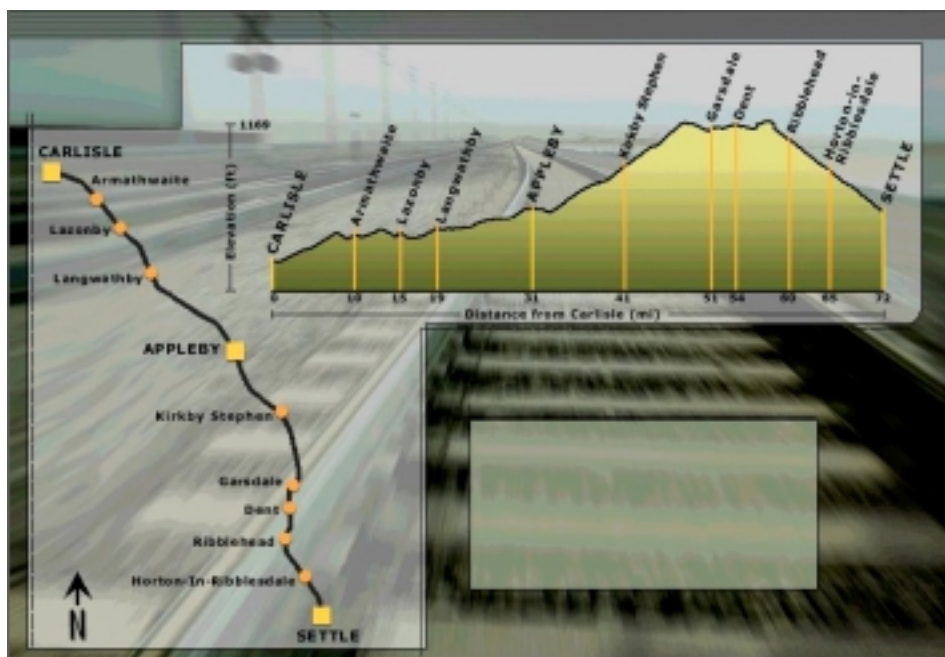 CARLISLE
Armathwaite
Lazonby
Langwathby
APPLEBY
Kirkby Stephen
Garsdale
Dent
Ribblehead
Horton-In-Ribblesdale
SETTLE
N
1169
Elevation (ft)
CARLISLE
Armathwaite
Lazonby
Langwathby
APPLEBY
Kirkby Stephen
Garsdale
Dent
Ribblehead
Horton-in-
Ribblesdale
SETTLE
0 10 15 19 31 41 51 54 60 65 72
Distance from Carlisle (mi)